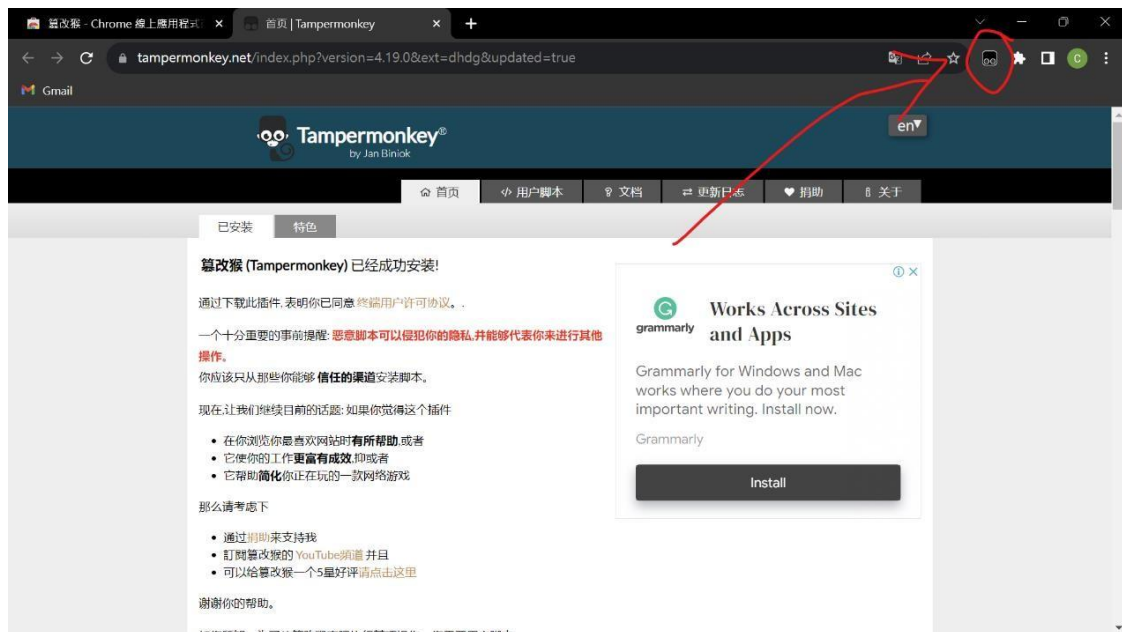 篡改猴 - Chrome 線上應用程式
首页 | Tampermonkey
tampermonkey.net/index.php?version=4.19.0&ext=dhdg&updated=true
C
Gmail
Tampermonkey®
by Jan Biniok
en
首页
用户脚本
文档
更新日志
捐助
关于
已安装
特色
篡改猴 (Tampermonkey) 已经成功安装!
通过下载此插件, 表明你已同意 终端用户许可协议。.
一个十分重要的事前提醒: 恶意脚本可以侵犯你的隐私,并能够代表你来进行其他
操作。
你应该只从那些你能够 信任的渠道安装脚本。
现在,让我们继续目前的话题: 如果你觉得这个插件
• 在你浏览你最喜欢网站时有所帮助,或者
• 它使你的工作更富有成效,抑或者
• 它帮助简化你正在玩的一款网络游戏
那么请考虑下
• 通过捐助来支持我
• 訂閱篡改猴的 YouTube頻道 并且
• 可以给篡改猴一个5星好评请点击这里
谢谢你的帮助。
grammarly
Works Across Sites
and Apps
Grammarly for Windows and Mac
works where you do your most
important writing. Install now.
Grammarly
Install